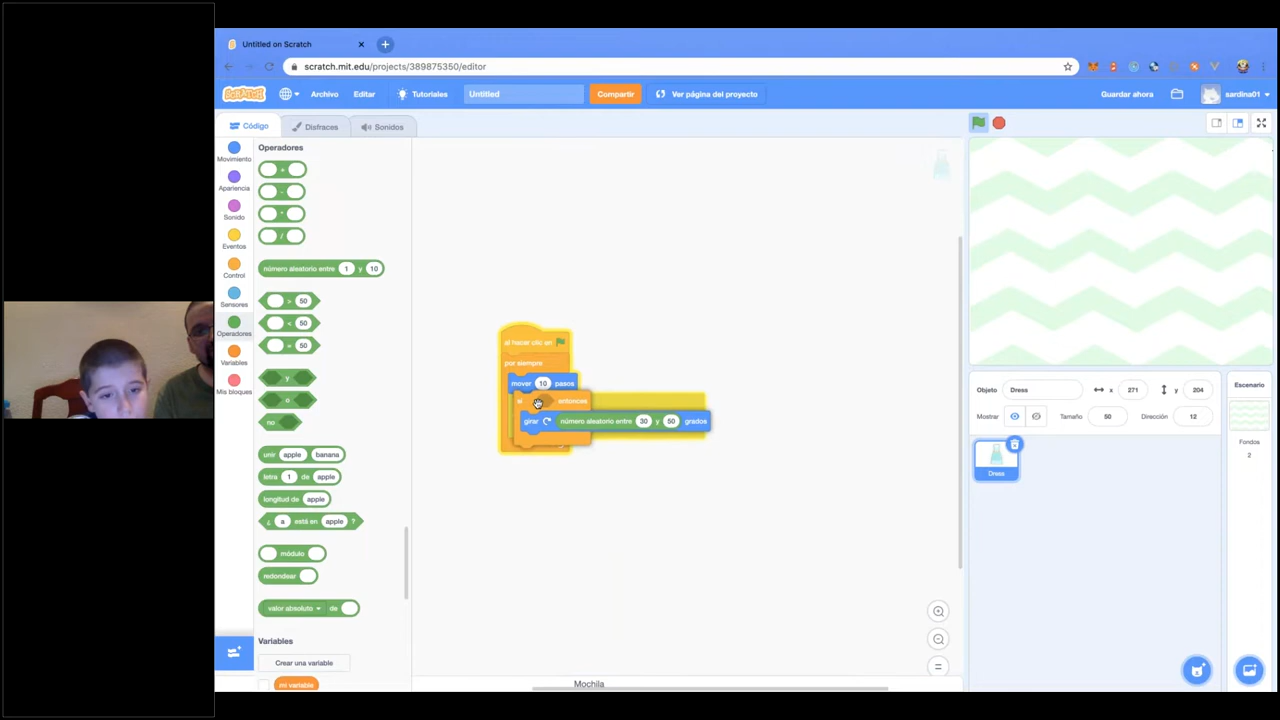 Untitled on Scratch
scratch.mit.edu/projects/389875350/editor
SCRATCH Archivo Editar Tutoriales Untitled Compartir Ver página del proyecto Guardar ahora sardina01
Código Disfraces Sonidos
Movimiento
Apariencia
Sonido
Eventos
Control
Sensores
Operadores
Variables
Mis bloques
Operadores
+
-
*
/
número aleatorio entre 1 y 10
> 50
< 50
= 50
y
o
no
unir apple banana
letra 1 de apple
longitud de apple
¿ a está en apple ?
módulo
redondear
valor absoluto de
Variables
Crear una variable
mi variable
al hacer clic en
por siempre
mover 10 pasos
si entonces
girar número aleatorio entre 30 y 50 grados
Mochila
Objeto Dress x 271 y 204
Mostrar Tamaño 50 Dirección 12
Dress
Escenario
Fondos
2